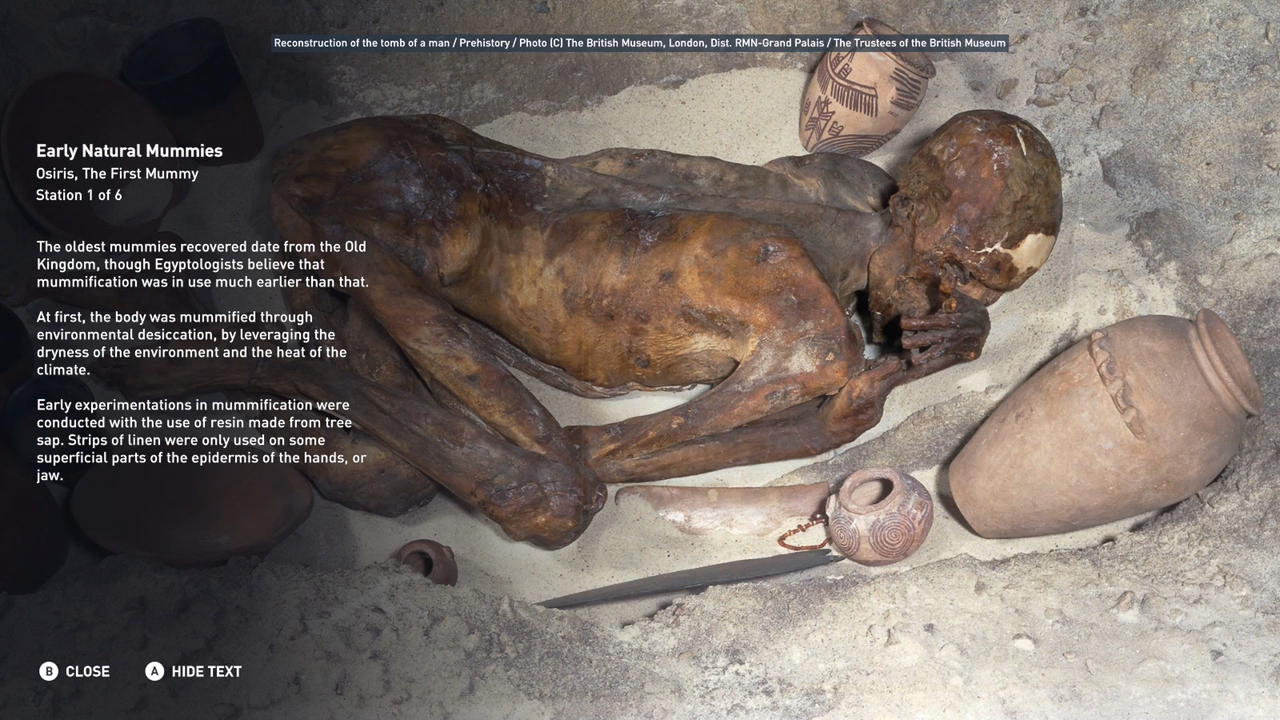 Reconstruction of the tomb of a man / Prehistory / Photo (C) The British Museum, London, Dist. RMN-Grand Palais / The Trustees of the British Museum
Early Natural Mummies
Osiris, The First Mummy
Station 1 of 6
The oldest mummies recovered date from the Old
Kingdom, though Egyptologists believe that
mummification was in use much earlier than that.
At first, the body was mummified through
environmental desiccation, by leveraging the
dryness of the environment and the heat of the
climate.
Early experimentations in mummification were
conducted with the use of resin made from tree
sap. Strips of linen were only used on some
superficial parts of the epidermis of the hands, or
jaw.
B CLOSE A HIDE TEXT